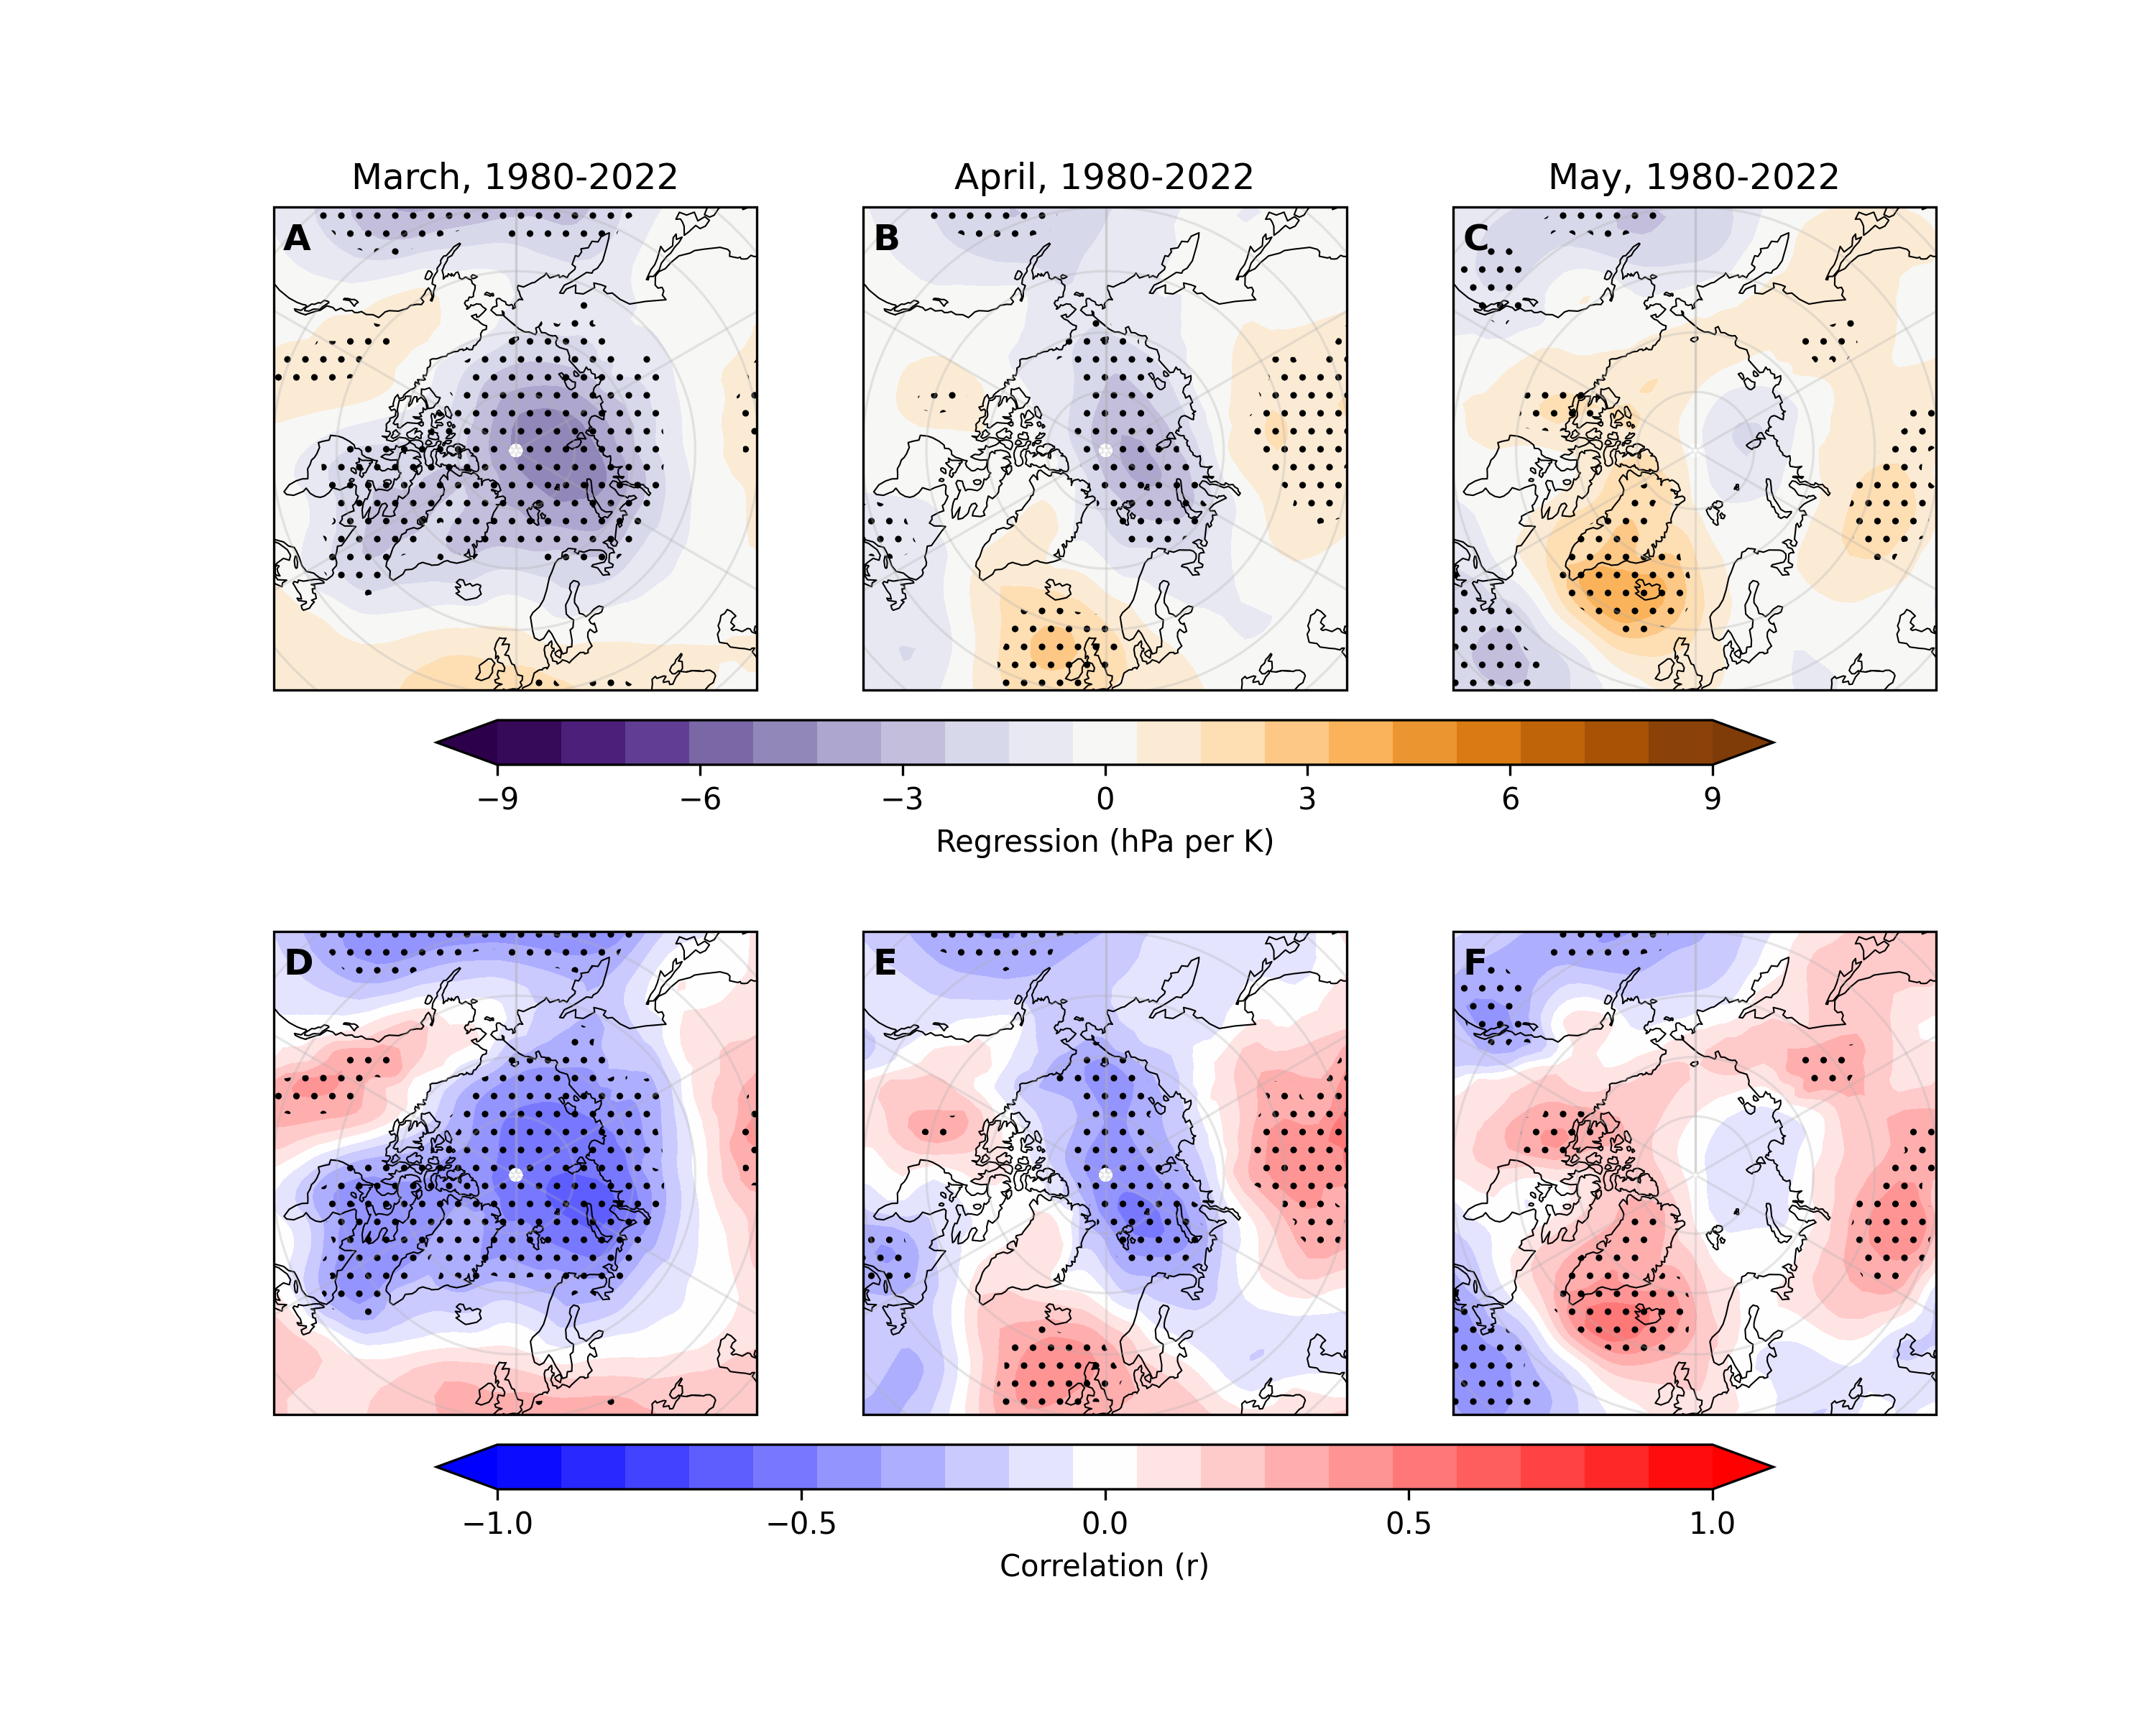 March, 1980-2022
April, 1980-2022
May, 1980-2022
A
B
C
−9 −6 −3 0 3 6 9
Regression (hPa per K)
D
E
F
−1.0 −0.5 0.0 0.5 1.0
Correlation (r)